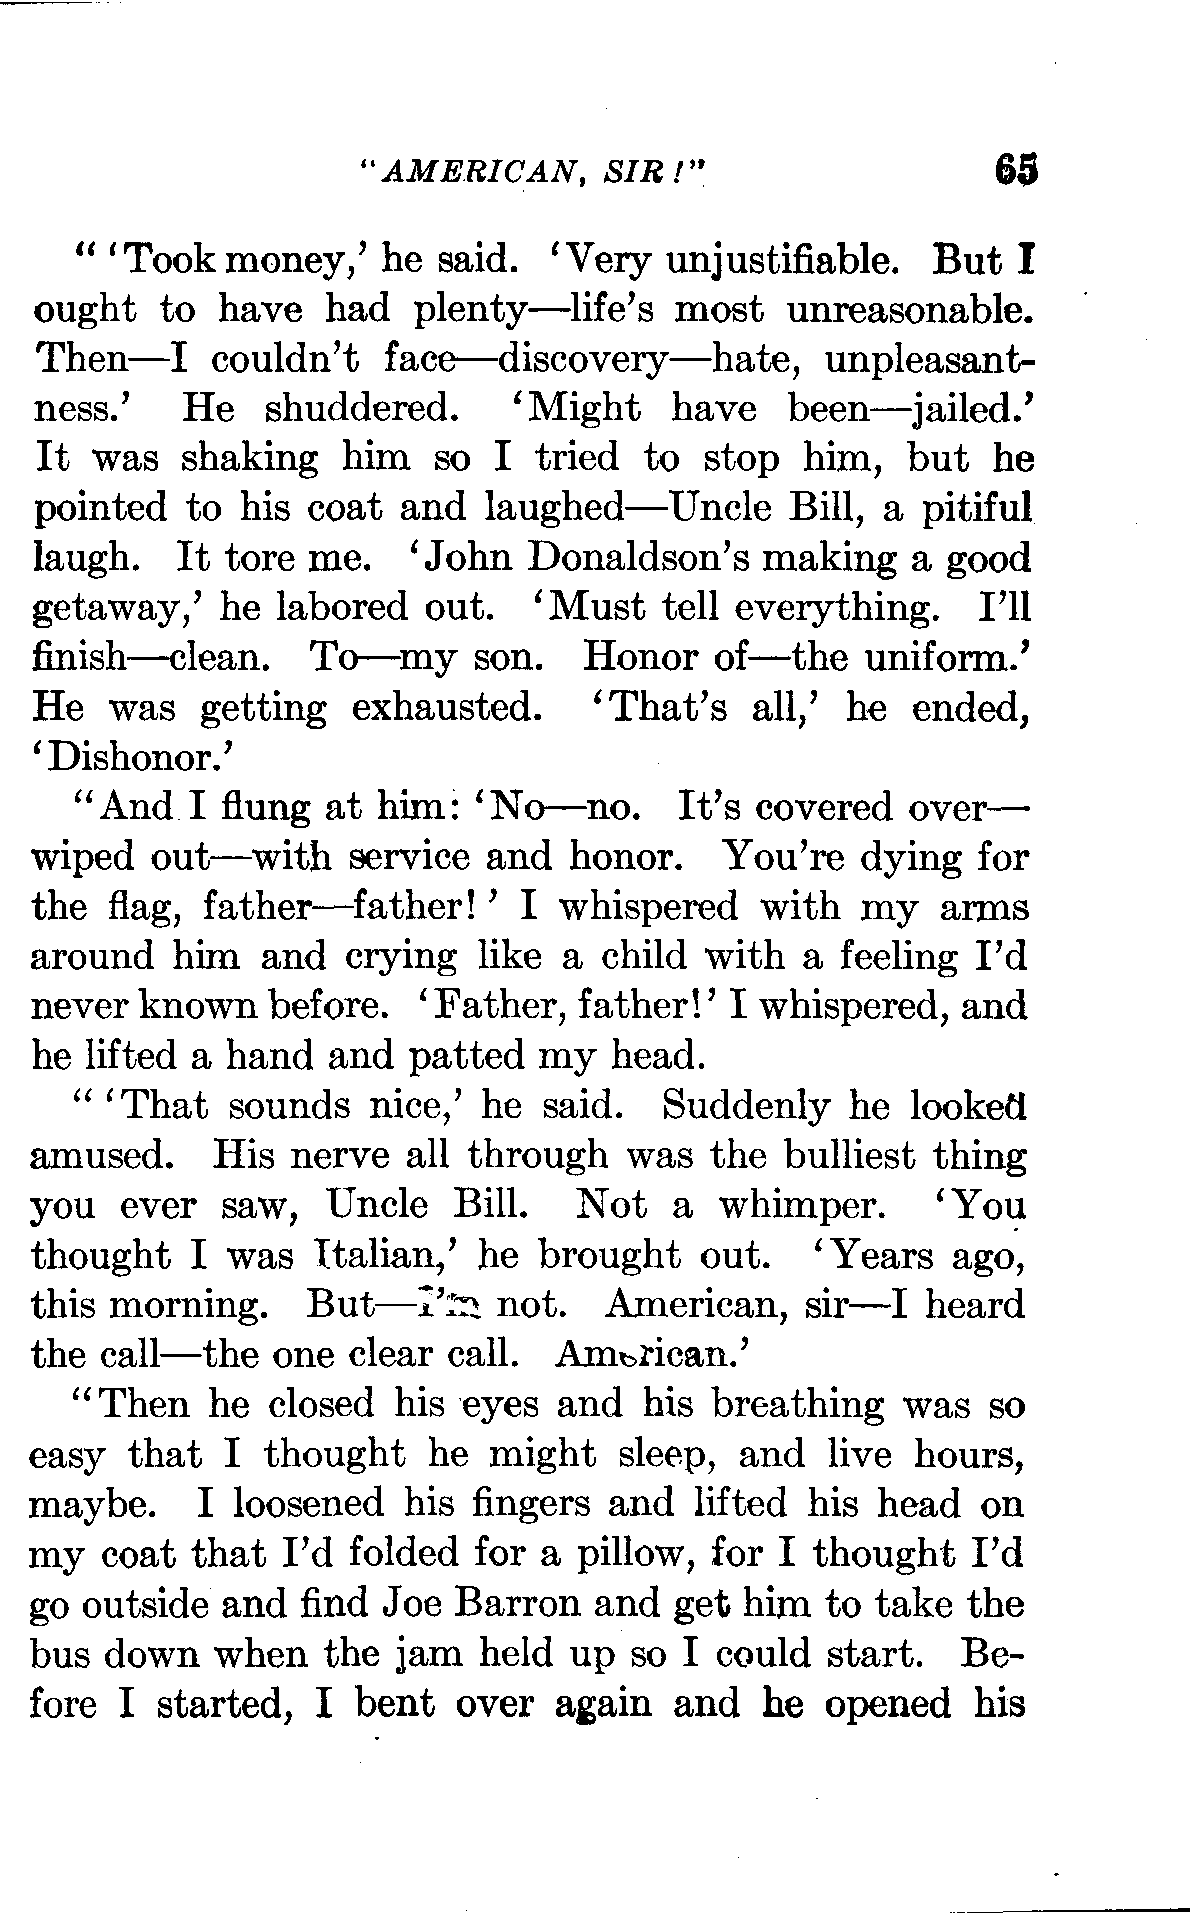 "AMERICAN, SIR!" 65
" 'Took money,' he said. 'Very unjustifiable. But I
ought to have had plenty—life's most unreasonable.
Then—I couldn't face—discovery—hate, unpleasant-
ness.' He shuddered. 'Might have been—jailed.'
It was shaking him so I tried to stop him, but he
pointed to his coat and laughed—Uncle Bill, a pitiful
laugh. It tore me. 'John Donaldson's making a good
getaway,' he labored out. 'Must tell everything. I'll
finish—clean. To—my son. Honor of—the uniform.'
He was getting exhausted. 'That's all,' he ended,
'Dishonor.'
"And I flung at him: 'No—no. It's covered over—
wiped out—with service and honor. You're dying for
the flag, father—father!' I whispered with my arms
around him and crying like a child with a feeling I'd
never known before. 'Father, father!' I whispered, and
he lifted a hand and patted my head.
" 'That sounds nice,' he said. Suddenly he looked
amused. His nerve all through was the bulliest thing
you ever saw, Uncle Bill. Not a whimper. 'You
thought I was Italian,' he brought out. 'Years ago,
this morning. But—I'm not. American, sir—I heard
the call—the one clear call. American.'
"Then he closed his eyes and his breathing was so
easy that I thought he might sleep, and live hours,
maybe. I loosened his fingers and lifted his head on
my coat that I'd folded for a pillow, for I thought I'd
go outside and find Joe Barron and get him to take the
bus down when the jam held up so I could start. Be-
fore I started, I bent over again and he opened his